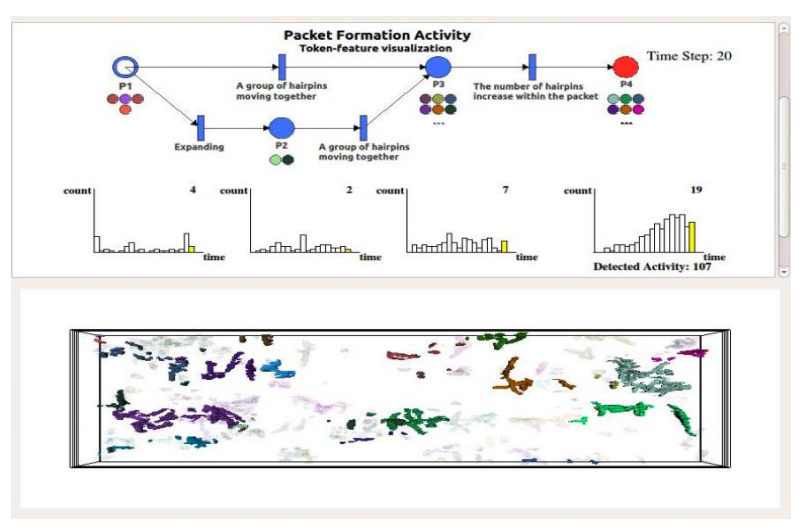 Packet Formation Activity
Token-feature visualization
Time Step: 20
P1
A group of hairpins
moving together
P3
The number of hairpins
increase within the packet
P4
Expanding
P2
A group of hairpins
moving together
---
...
count 4
time
count 2
time
count 7
time
count 19
time
Detected Activity: 107